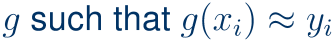 g such that g(xᵢ) ≈ yᵢ